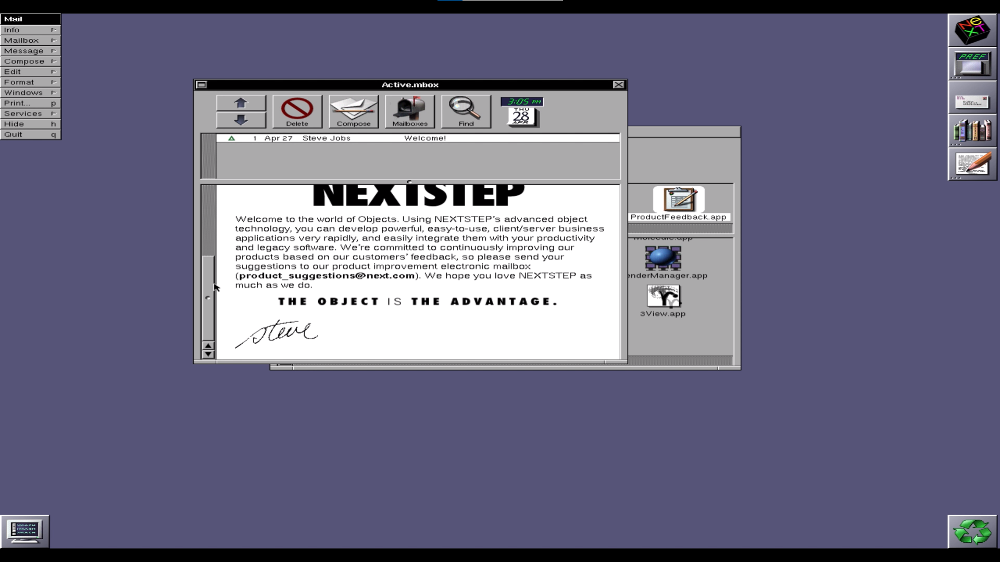 Mail
Info
Mailbox
Message
Compose
Edit
Format
Windows
Print... p
Services
Hide h
Quit q
Active.mbox
Delete
Compose
Mailboxes
Find
3:05 PM
THU
28
APR
1 Apr 27 Steve Jobs Welcome!
NEXTSTEP
Welcome to the world of Objects. Using NEXTSTEP's advanced object
technology, you can develop powerful, easy-to-use, client/server business
applications very rapidly, and easily integrate them with your productivity
and legacy software. We're committed to continuously improving our
products based on our customers' feedback, so please send your
suggestions to our product improvement electronic mailbox
(product_suggestions@next.com). We hope you love NEXTSTEP as
much as we do.
THE OBJECT IS THE ADVANTAGE.
steve
ProductFeedback.app
enderManager.app
3View.app
NeXT
PREF
>MACH
>MACH
>MACH